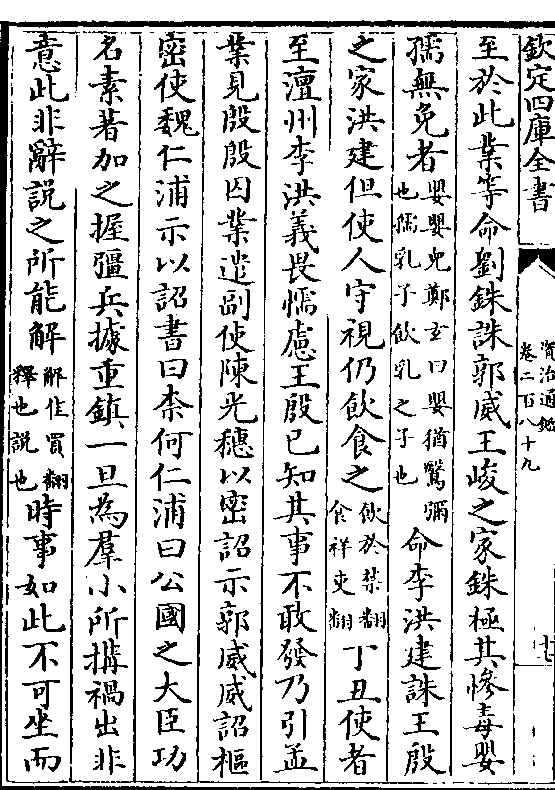 欽定四庫全書
資治通鑑
卷二百八十九
十七
至於此業等命劉銖誅郭威王峻之家銖極其慘毒嬰
孺無免者嬰嬰兒鄭玄曰嬰猶鷖彌也儒乳子飲乳之子也命李洪建誅王殷
之家洪建但使人守視仍飲食之飲於禁翻食祥吏翻丁丑使者
至澶州李洪義畏懦慮王殷已知其事不敢發乃引孟
業見殷殷囚業遣副使陳光穗以密詔示郭威威詔樞
密使魏仁浦示以詔書曰柰何仁浦曰公國之大臣功
名素著加之握彊兵據重鎮一旦為羣小所搆禍出非
意此非辭說之所能解解佳買翻釋也說也時事如此不可坐而